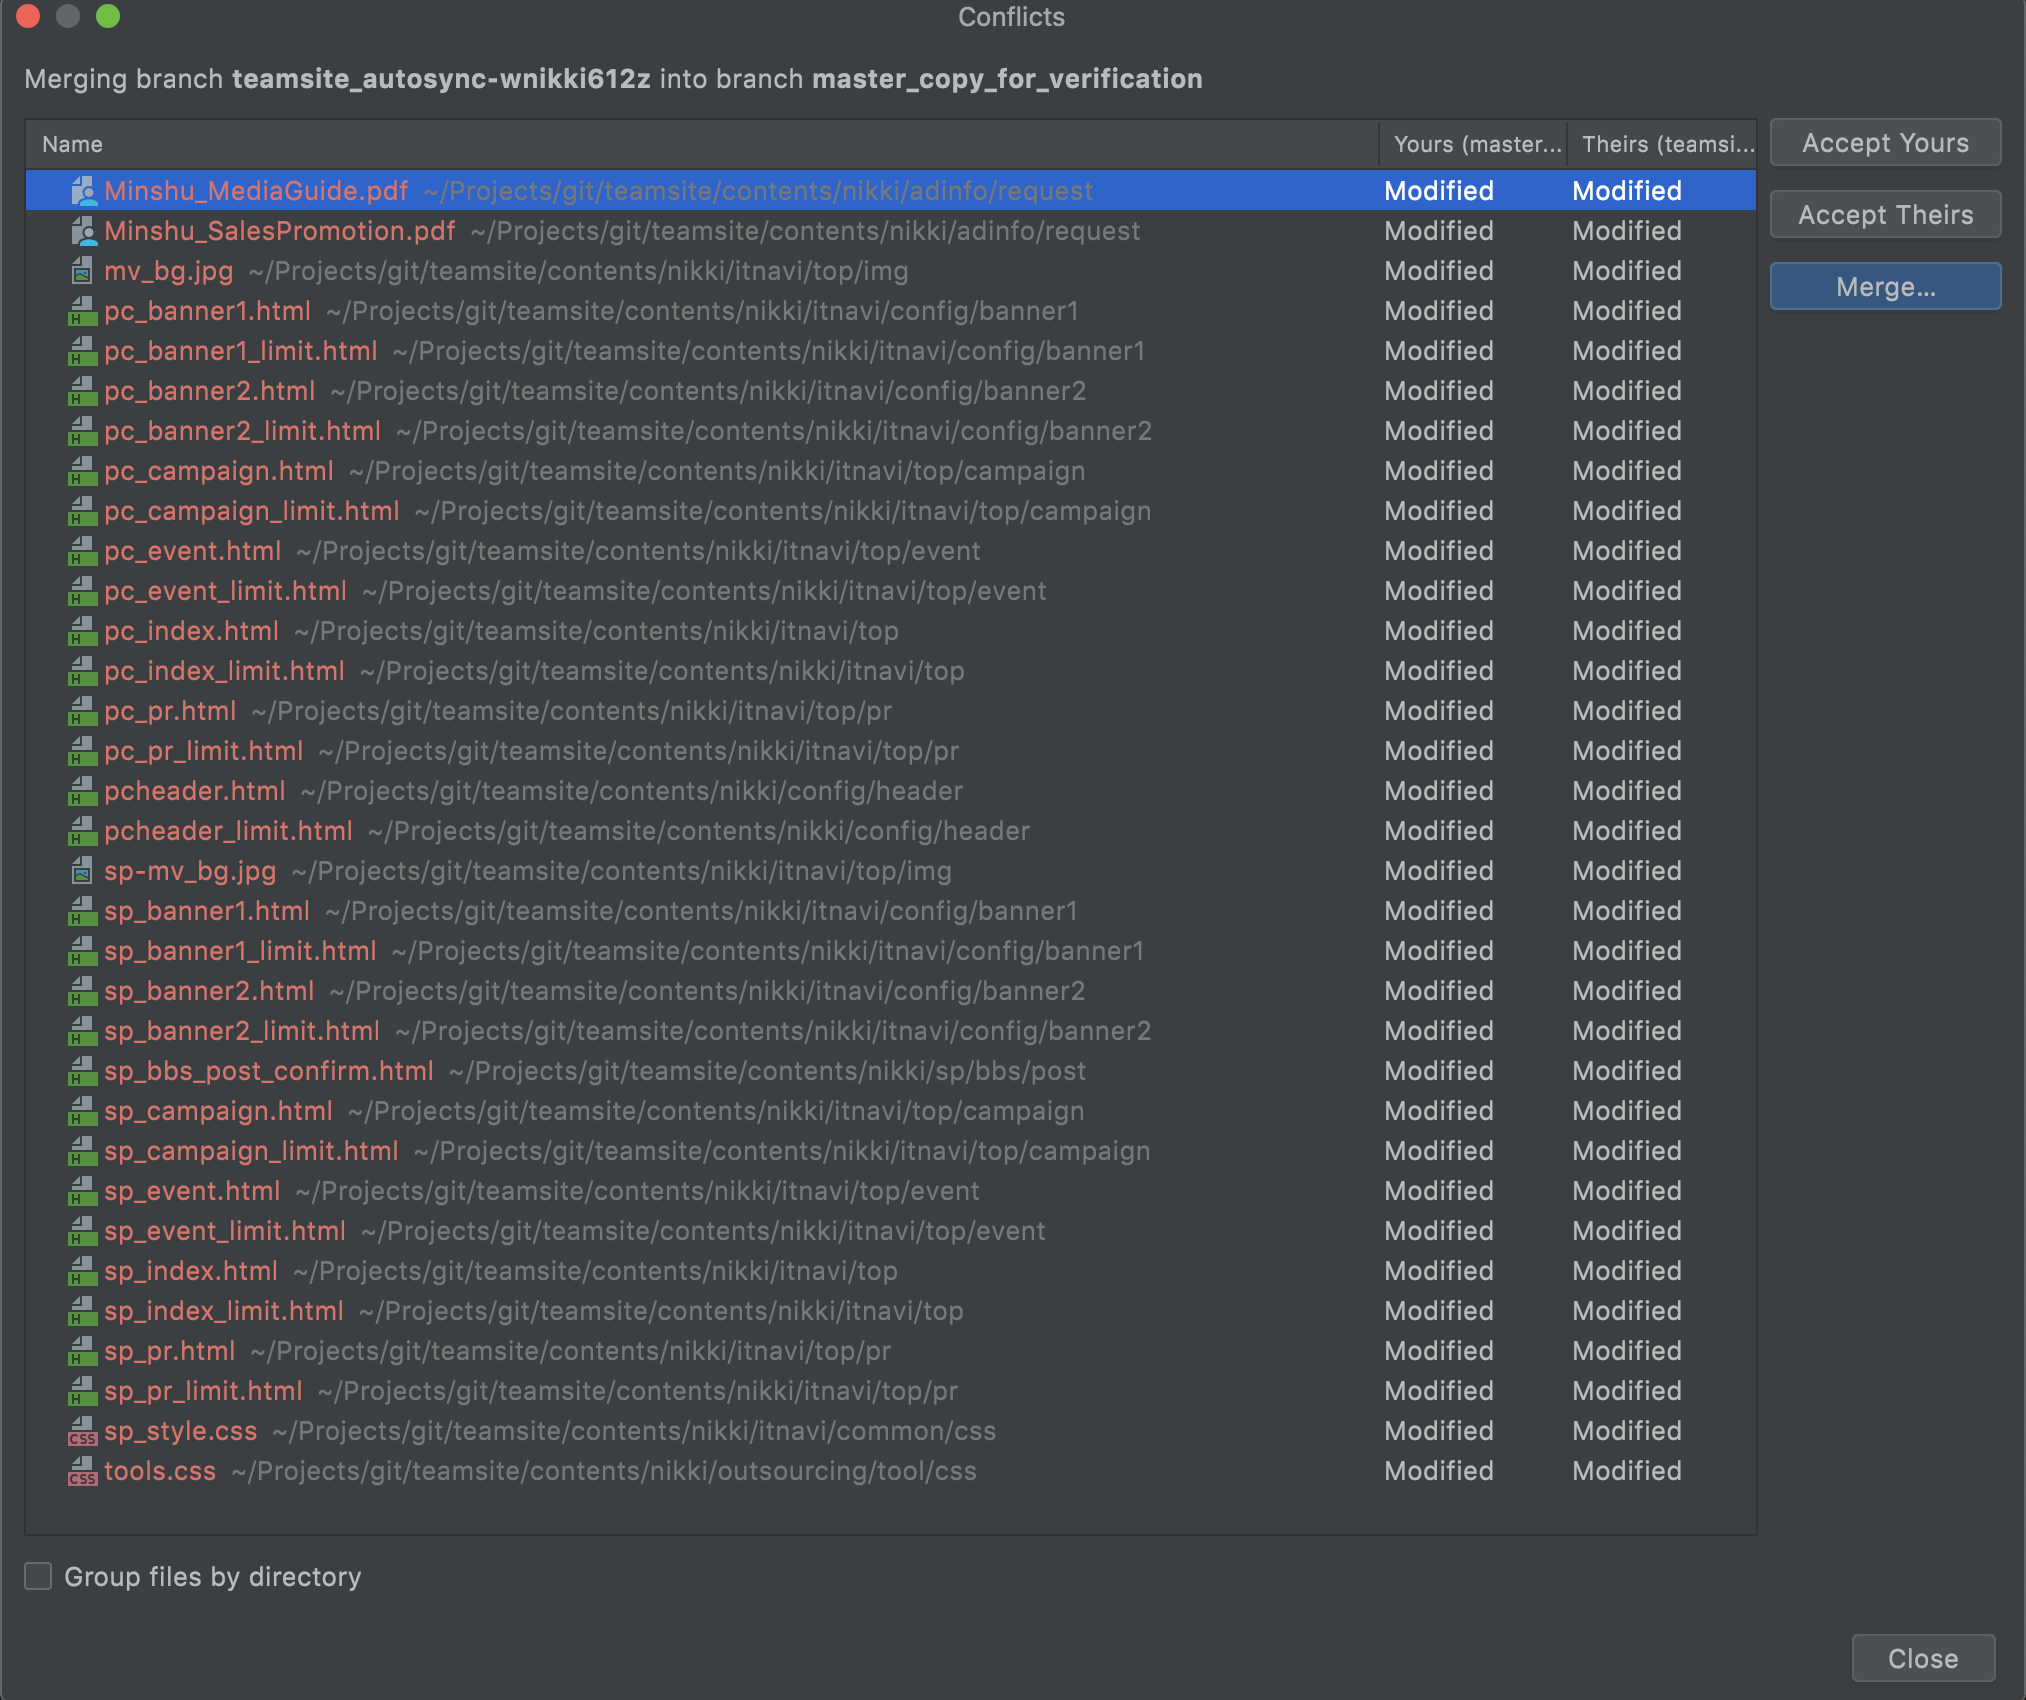 Conflicts
Merging branch teamsite_autosync-wnikki612z into branch master_copy_for_verification
Name Yours (master... Theirs (teamsi...
Accept Yours
Accept Theirs
Merge...
Minshu_MediaGuide.pdf ~/Projects/git/teamsite/contents/nikki/adinfo/request Modified Modified
Minshu_SalesPromotion.pdf ~/Projects/git/teamsite/contents/nikki/adinfo/request Modified Modified
mv_bg.jpg ~/Projects/git/teamsite/contents/nikki/itnavi/top/img Modified Modified
H pc_banner1.html ~/Projects/git/teamsite/contents/nikki/itnavi/config/banner1 Modified Modified
H pc_banner1_limit.html ~/Projects/git/teamsite/contents/nikki/itnavi/config/banner1 Modified Modified
H pc_banner2.html ~/Projects/git/teamsite/contents/nikki/itnavi/config/banner2 Modified Modified
H pc_banner2_limit.html ~/Projects/git/teamsite/contents/nikki/itnavi/config/banner2 Modified Modified
H pc_campaign.html ~/Projects/git/teamsite/contents/nikki/itnavi/top/campaign Modified Modified
H pc_campaign_limit.html ~/Projects/git/teamsite/contents/nikki/itnavi/top/campaign Modified Modified
H pc_event.html ~/Projects/git/teamsite/contents/nikki/itnavi/top/event Modified Modified
H pc_event_limit.html ~/Projects/git/teamsite/contents/nikki/itnavi/top/event Modified Modified
H pc_index.html ~/Projects/git/teamsite/contents/nikki/itnavi/top Modified Modified
H pc_index_limit.html ~/Projects/git/teamsite/contents/nikki/itnavi/top Modified Modified
H pc_pr.html ~/Projects/git/teamsite/contents/nikki/itnavi/top/pr Modified Modified
H pc_pr_limit.html ~/Projects/git/teamsite/contents/nikki/itnavi/top/pr Modified Modified
H pcheader.html ~/Projects/git/teamsite/contents/nikki/config/header Modified Modified
H pcheader_limit.html ~/Projects/git/teamsite/contents/nikki/config/header Modified Modified
sp-mv_bg.jpg ~/Projects/git/teamsite/contents/nikki/itnavi/top/img Modified Modified
H sp_banner1.html ~/Projects/git/teamsite/contents/nikki/itnavi/config/banner1 Modified Modified
H sp_banner1_limit.html ~/Projects/git/teamsite/contents/nikki/itnavi/config/banner1 Modified Modified
H sp_banner2.html ~/Projects/git/teamsite/contents/nikki/itnavi/config/banner2 Modified Modified
H sp_banner2_limit.html ~/Projects/git/teamsite/contents/nikki/itnavi/config/banner2 Modified Modified
H sp_bbs_post_confirm.html ~/Projects/git/teamsite/contents/nikki/sp/bbs/post Modified Modified
H sp_campaign.html ~/Projects/git/teamsite/contents/nikki/itnavi/top/campaign Modified Modified
H sp_campaign_limit.html ~/Projects/git/teamsite/contents/nikki/itnavi/top/campaign Modified Modified
H sp_event.html ~/Projects/git/teamsite/contents/nikki/itnavi/top/event Modified Modified
H sp_event_limit.html ~/Projects/git/teamsite/contents/nikki/itnavi/top/event Modified Modified
H sp_index.html ~/Projects/git/teamsite/contents/nikki/itnavi/top Modified Modified
H sp_index_limit.html ~/Projects/git/teamsite/contents/nikki/itnavi/top Modified Modified
H sp_pr.html ~/Projects/git/teamsite/contents/nikki/itnavi/top/pr Modified Modified
H sp_pr_limit.html ~/Projects/git/teamsite/contents/nikki/itnavi/top/pr Modified Modified
CSS sp_style.css ~/Projects/git/teamsite/contents/nikki/itnavi/common/css Modified Modified
CSS tools.css ~/Projects/git/teamsite/contents/nikki/outsourcing/tool/css Modified Modified
Group files by directory
Close